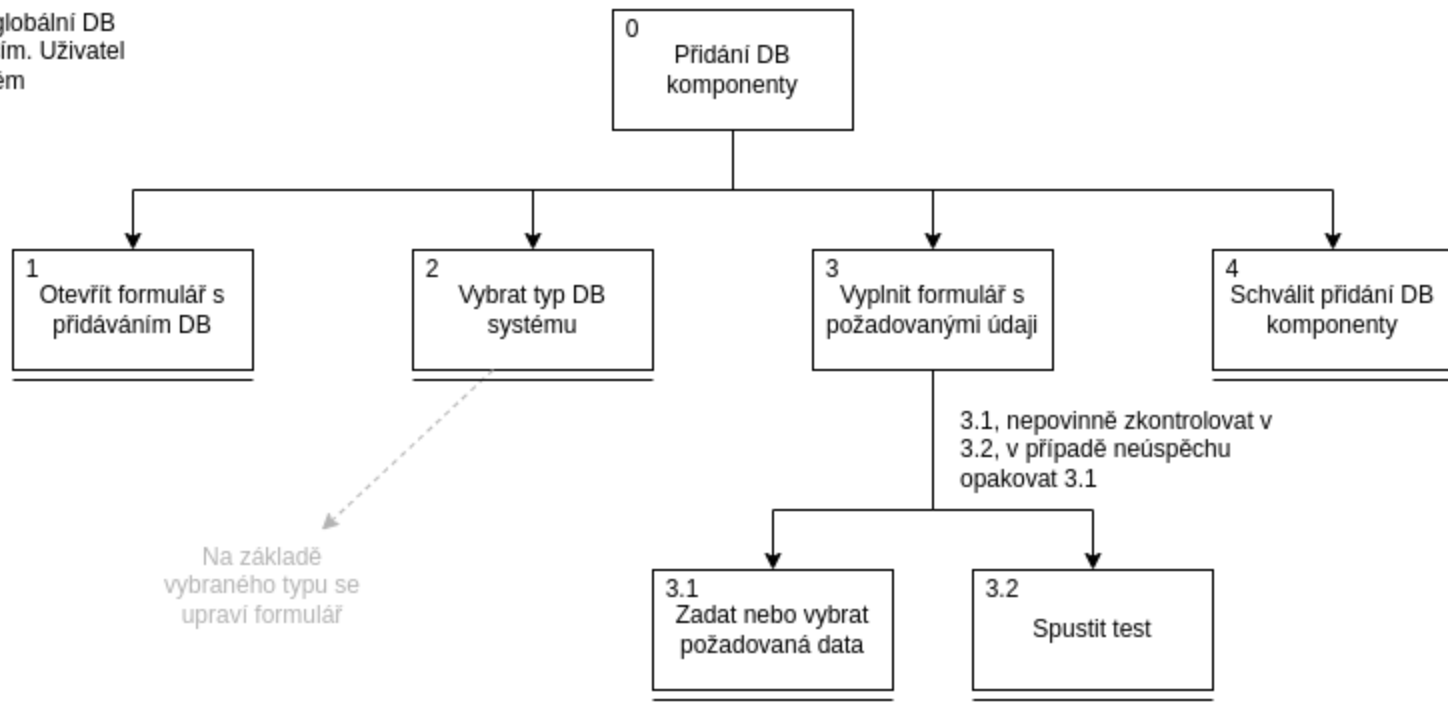 globální DB
ím. Uživatel
ém
0
Přidání DB
komponenty
1
Otevřít formulář s
přidáváním DB
2
Vybrat typ DB
systému
3
Vyplnit formulář s
požadovanými údaji
4
Schválit přidání DB
komponenty
3.1, nepovinně zkontrolovat v
3.2, v případě neúspěchu
opakovat 3.1
Na základě
vybraného typu se
upraví formulář
3.1
Zadat nebo vybrat
požadovaná data
3.2
Spustit test